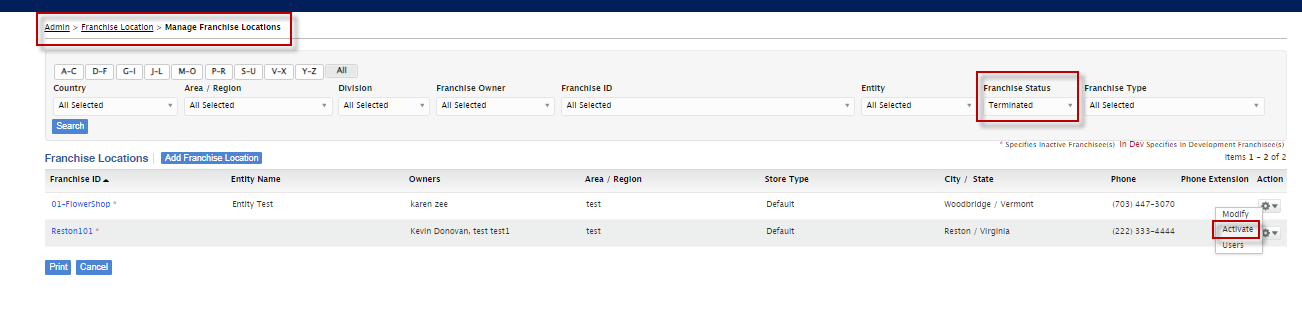 Admin > Franchise Location > Manage Franchise Locations
A-C D-F G-I J-L M-O P-R S-U V-X Y-Z All
Country Area / Region Division Franchise Owner Franchise ID Entity Franchise Status Franchise Type
All Selected All Selected All Selected All Selected All Selected All Selected Terminated All Selected
Search
* Specifies Inactive Franchisee(s) In Dev Specifies In Development Franchisee(s)
Franchise Locations Add Franchise Location
Items 1 - 2 of 2
Franchise ID Entity Name Owners Area / Region Store Type City / State Phone Phone Extension Action
01-FlowerShop * Entity Test karen zee test Default Woodbridge / Vermont (703) 447-3070
Modify
Reston101 * Kevin Donovan, test test1 test Default Reston / Virginia (222) 333-4444
Activate
Users
Print Cancel